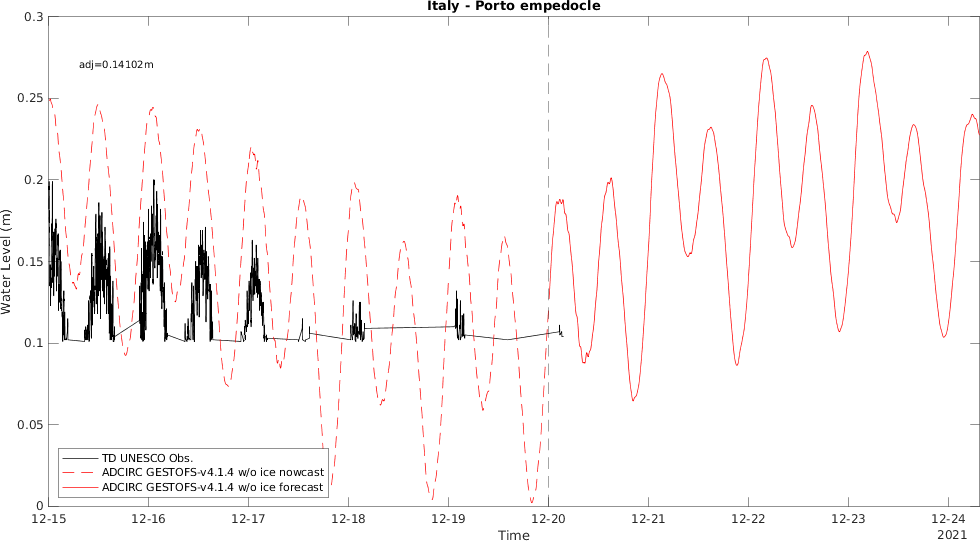 Italy - Porto empedocle
adj=0.14102m
Water Level (m)
0.3
0.25
0.2
0.15
0.1
0.05
0
TD UNESCO Obs.
ADCIRC GESTOFS-v4.1.4 w/o ice nowcast
ADCIRC GESTOFS-v4.1.4 w/o ice forecast
12-15 12-16 12-17 12-18 12-19 12-20 12-21 12-22 12-23 12-24
Time
2021